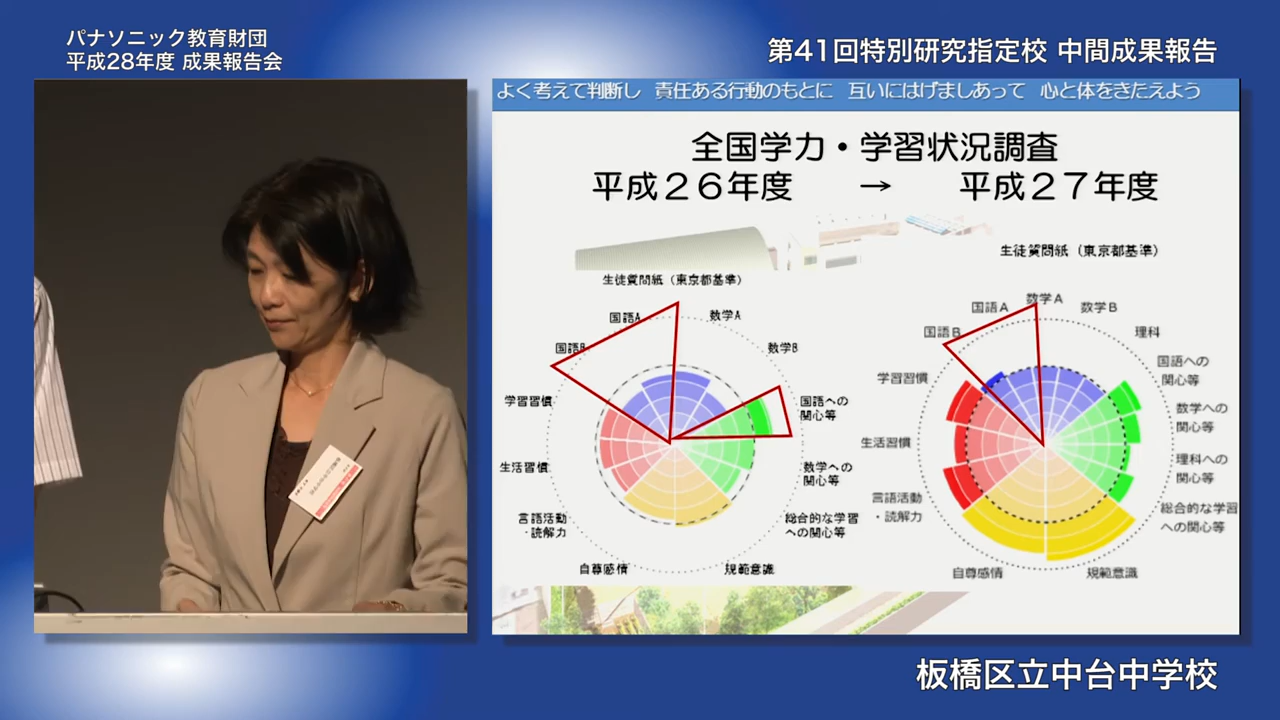 パナソニック教育財団
平成28年度 成果報告会
第41回特別研究指定校 中間成果報告
よく考えて判断し 責任ある行動のもとに 互いにはげましあって 心と体をきたえよう
全国学力・学習状況調査
平成26年度 → 平成27年度
生徒質問紙（東京都基準）
国語A
数学A
国語B
数学B
学習習慣
国語への
関心等
生活習慣
数学への
関心等
言語活動
・読解力
総合的な学習
への関心等
自尊感情
規範意識
生徒質問紙（東京都基準）
数学A
国語A
数学B
国語B
理科
国語への
関心等
学習習慣
数学への
関心等
生活習慣
理科への
関心等
言語活動
・読解力
総合的な学習
への関心等
自尊感情
規範意識
板橋区立中台中学校